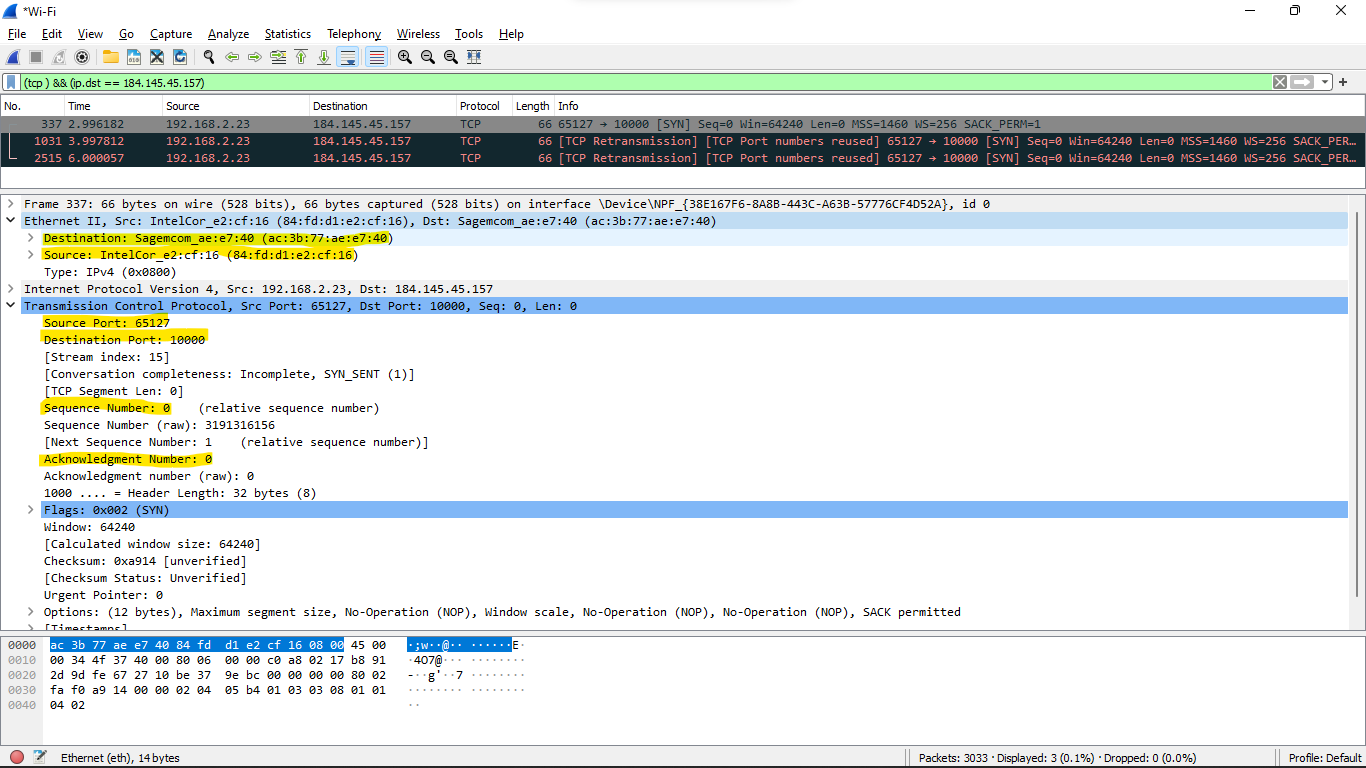 *Wi-Fi
File Edit View Go Capture Analyze Statistics Telephony Wireless Tools Help
(tcp ) && (ip.dst == 184.145.45.157)
No. Time Source Destination Protocol Length Info
337 2.996182 192.168.2.23 184.145.45.157 TCP 66 65127 → 10000 [SYN] Seq=0 Win=64240 Len=0 MSS=1460 WS=256 SACK_PERM=1
1031 3.997812 192.168.2.23 184.145.45.157 TCP 66 [TCP Retransmission] [TCP Port numbers reused] 65127 → 10000 [SYN] Seq=0 Win=64240 Len=0 MSS=1460 WS=256 SACK_PER…
2515 6.000057 192.168.2.23 184.145.45.157 TCP 66 [TCP Retransmission] [TCP Port numbers reused] 65127 → 10000 [SYN] Seq=0 Win=64240 Len=0 MSS=1460 WS=256 SACK_PER…
Frame 337: 66 bytes on wire (528 bits), 66 bytes captured (528 bits) on interface \Device\NPF_{38E167F6-8A8B-443C-A63B-57776CF4D52A}, id 0
Ethernet II, Src: IntelCor_e2:cf:16 (84:fd:d1:e2:cf:16), Dst: Sagemcom_ae:e7:40 (ac:3b:77:ae:e7:40)
Destination: Sagemcom_ae:e7:40 (ac:3b:77:ae:e7:40)
Source: IntelCor_e2:cf:16 (84:fd:d1:e2:cf:16)
Type: IPv4 (0x0800)
Internet Protocol Version 4, Src: 192.168.2.23, Dst: 184.145.45.157
Transmission Control Protocol, Src Port: 65127, Dst Port: 10000, Seq: 0, Len: 0
Source Port: 65127
Destination Port: 10000
[Stream index: 15]
[Conversation completeness: Incomplete, SYN_SENT (1)]
[TCP Segment Len: 0]
Sequence Number: 0 (relative sequence number)
Sequence Number (raw): 3191316156
[Next Sequence Number: 1 (relative sequence number)]
Acknowledgment Number: 0
Acknowledgment number (raw): 0
1000 .... = Header Length: 32 bytes (8)
Flags: 0x002 (SYN)
Window: 64240
[Calculated window size: 64240]
Checksum: 0xa914 [unverified]
[Checksum Status: Unverified]
Urgent Pointer: 0
Options: (12 bytes), Maximum segment size, No-Operation (NOP), Window scale, No-Operation (NOP), No-Operation (NOP), SACK permitted
[Timestamps]
0000 ac 3b 77 ae e7 40 84 fd d1 e2 cf 16 08 00 45 00 ·;w··@·· ······E·
0010 00 34 4f 37 40 00 80 06 00 00 c0 a8 02 17 b8 91 ·4O7@··· ········
0020 2d 9d fe 67 27 10 be 37 9e bc 00 00 00 00 80 02 -··g'··7 ········
0030 fa f0 a9 14 00 00 02 04 05 b4 01 03 03 08 01 01 ········ ········
0040 04 02 ··
Ethernet (eth), 14 bytes Packets: 3033 · Displayed: 3 (0.1%) · Dropped: 0 (0.0%) Profile: Default